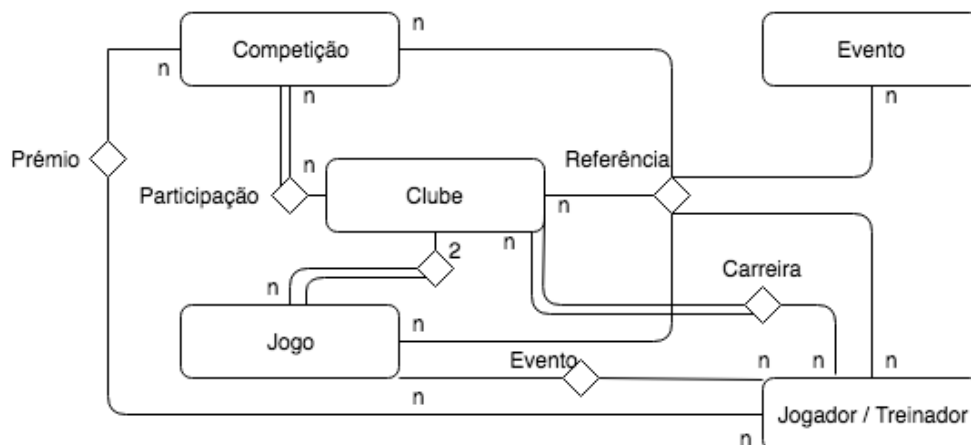 n
Competição
Evento
n
n
n
Prémio
n
Referência
Participação
Clube
n
n
2
Carreira
n
n
Jogo
n
Evento
n
n
n
n
Jogador / Treinador
n